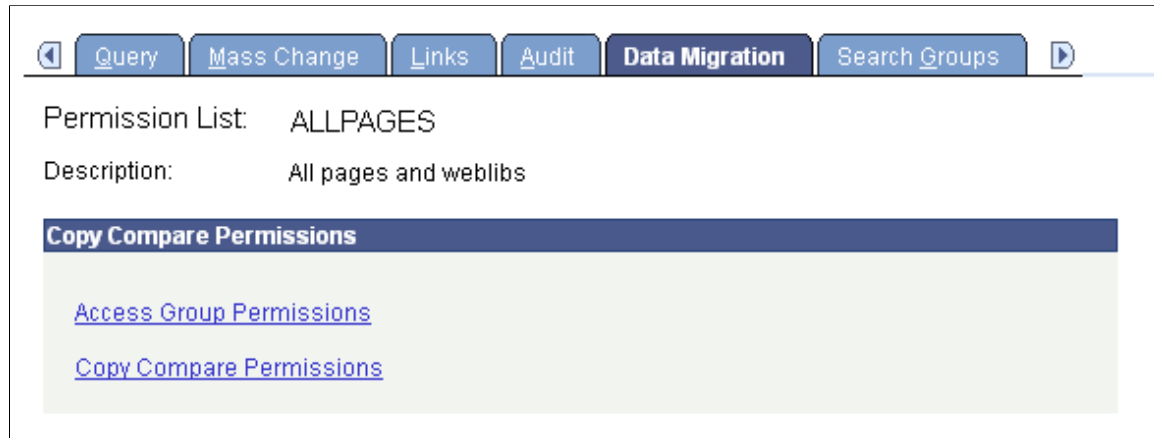 Query Mass Change Links Audit Data Migration Search Groups
Permission List: ALLPAGES
Description: All pages and weblibs
Copy Compare Permissions
Access Group Permissions
Copy Compare Permissions